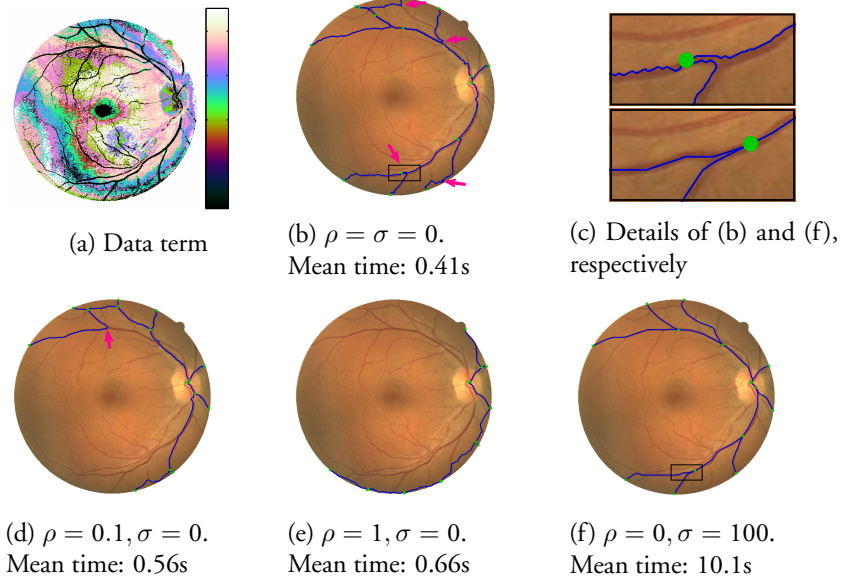 (a) Data term
(b) ρ = σ = 0.
Mean time: 0.41s
(c) Details of (b) and (f),
respectively
(d) ρ = 0.1, σ = 0.
Mean time: 0.56s
(e) ρ = 1, σ = 0.
Mean time: 0.66s
(f) ρ = 0, σ = 100.
Mean time: 10.1s